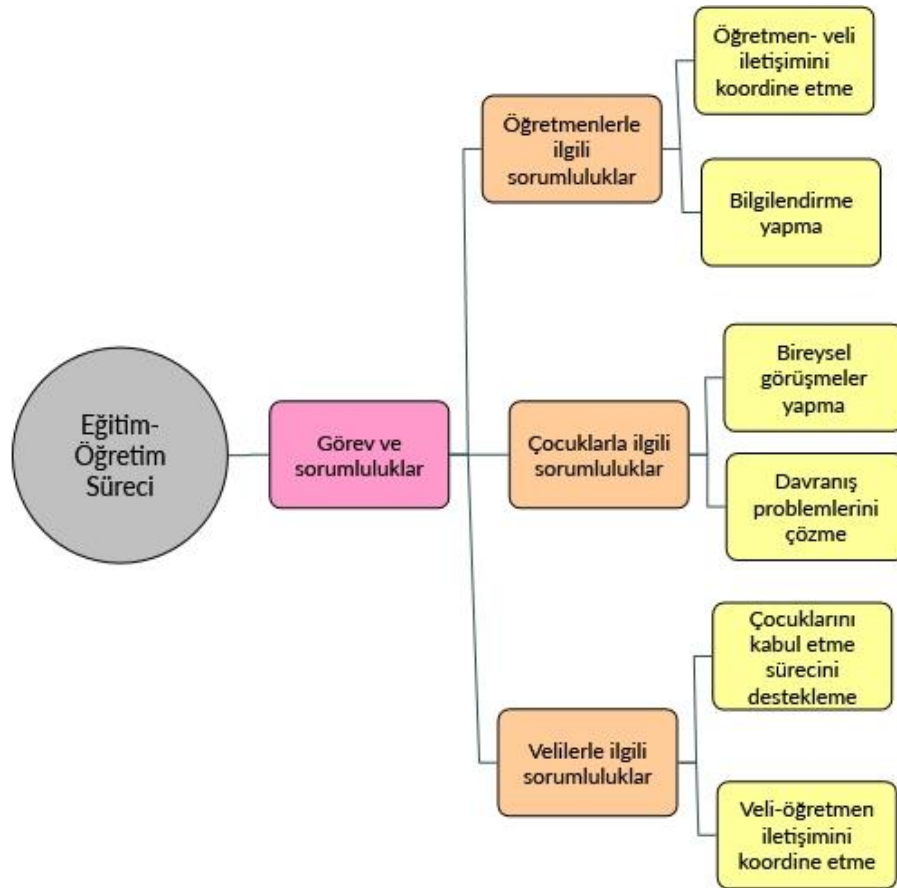 Eğitim-
Öğretim
Süreci
Görev ve
sorumluluklar
Öğretmenlerle
ilgili
sorumluluklar
Öğretmen- veli
iletişimini
koordine etme
Bilgilendirme
yapma
Çocuklarla ilgili
sorumluluklar
Bireysel
görüşmeler
yapma
Davranış
problemlerini
çözme
Velilerle ilgili
sorumluluklar
Çocuklarını
kabul etme
sürecini
destekleme
Veli-öğretmen
iletişimini
koordine etme